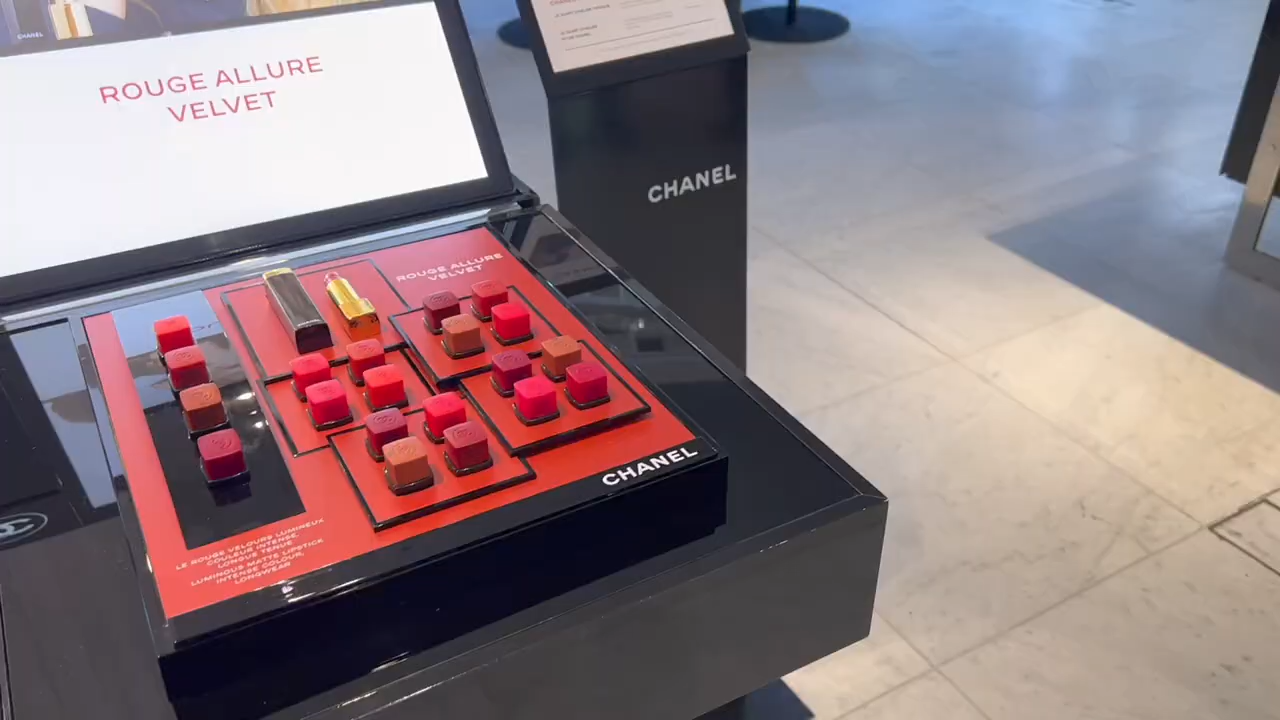 CHANEL
ROUGE ALLURE
VELVET
CHANEL
ROUGE ALLURE
VELVET
CHANEL
LE ROUGE VELOURS LUMINEUX
COULEUR INTENSE,
LONGUE TENUE
LUMINOUS MATTE LIPSTICK
INTENSE COLOUR,
LONGWEAR